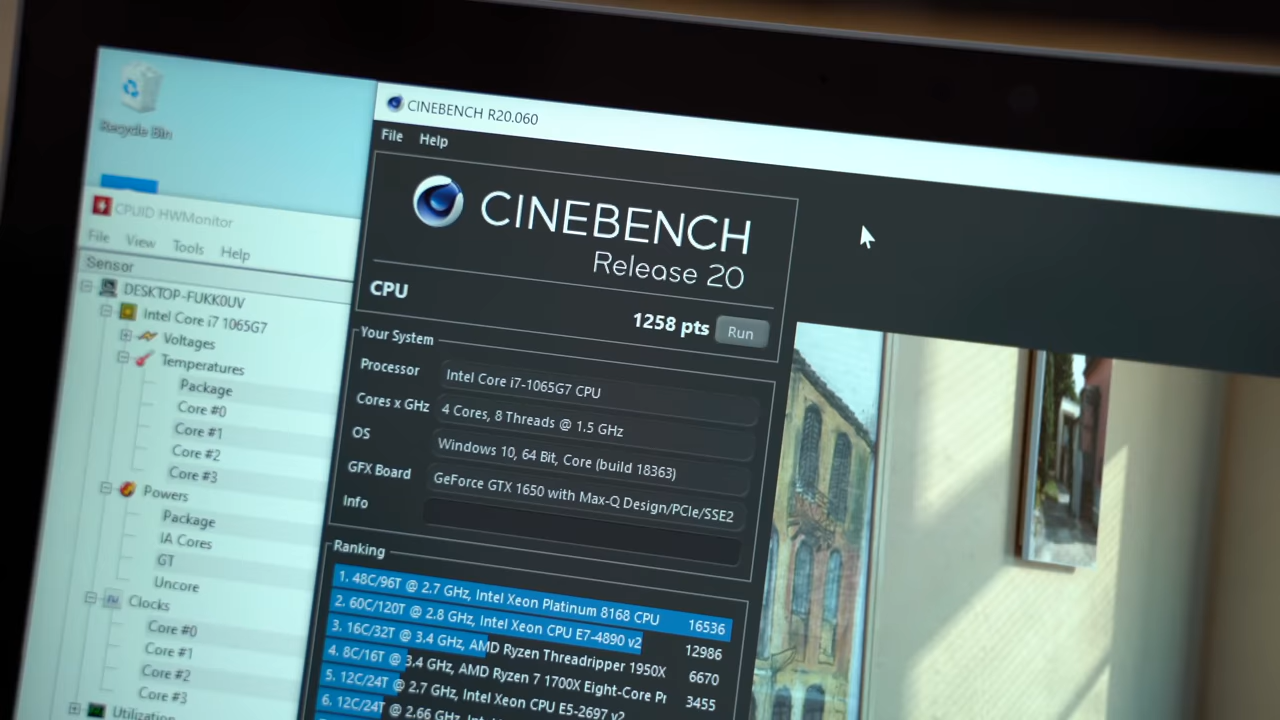 Recycle Bin
CINEBENCH R20.060
File Help
CINEBENCH
Release 20
CPU
1258 pts Run
Your System
Processor Intel Core i7-1065G7 CPU
Cores x GHz 4 Cores, 8 Threads @ 1.5 GHz
OS Windows 10, 64 Bit, Core (build 18363)
GFX Board GeForce GTX 1650 with Max-Q Design/PCIe/SSE2
Info
Ranking
1. 48C/96T @ 2.7 GHz, Intel Xeon Platinum 8168 CPU 16536
2. 60C/120T @ 2.8 GHz, Intel Xeon CPU E7-4890 v2 12986
3. 16C/32T @ 3.4 GHz, AMD Ryzen Threadripper 1950X 6670
4. 8C/16T @ 3.4 GHz, AMD Ryzen 7 1700X Eight-Core Pr 3455
5. 12C/24T @ 2.7 GHz, Intel Xeon CPU E5-2697 v2
6. 12C/24T @ 2.66 GHz, Intel
CPUID HWMonitor
File View Tools Help
Sensor
DESKTOP-FUKK0UV
Intel Core i7 1065G7
Voltages
Temperatures
Package
Core #0
Core #1
Core #2
Core #3
Powers
Package
IA Cores
GT
Uncore
Clocks
Core #0
Core #1
Core #2
Core #3
Utilization